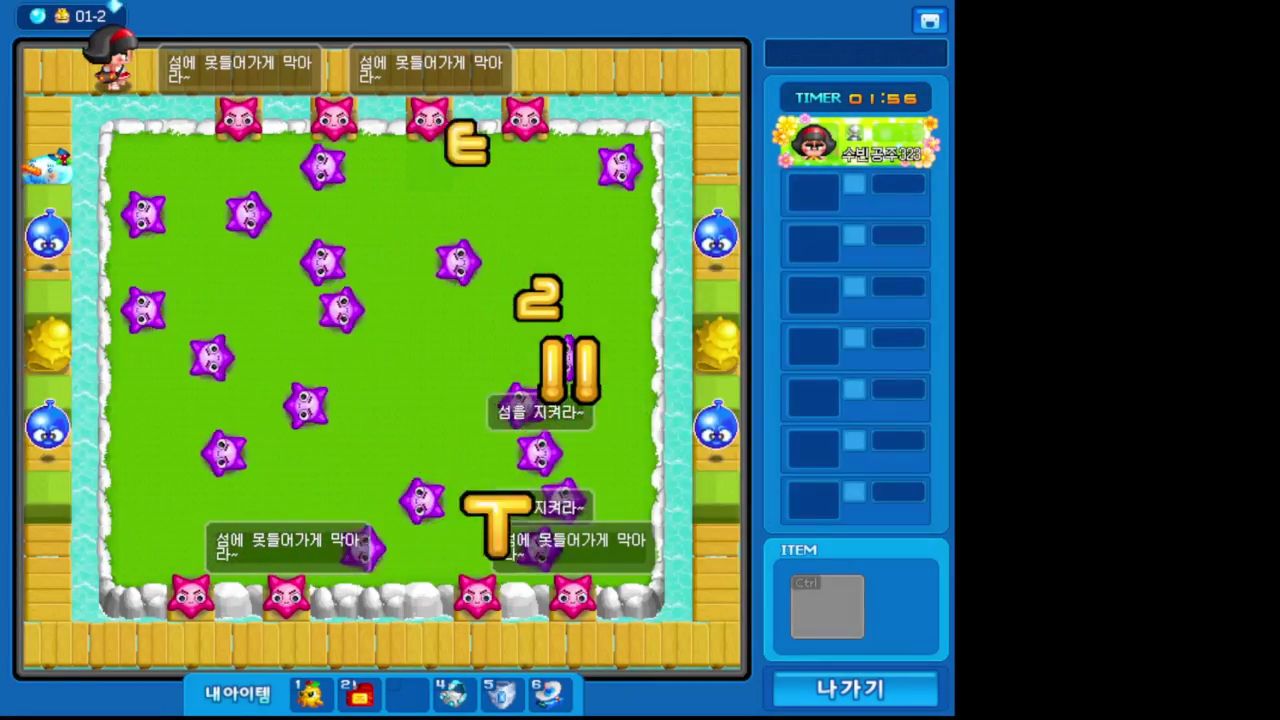 01-2
섬에 못들어가게 막아
라~
섬에 못들어가게 막아
라~
TIMER 01:56
수빈공주023
E
2
!!
섬을 지켜라~
T
지켜라~
섬에 못들어가게 막아
라~
섬에 못들어가게 막아
라~
ITEM
Ctrl
내아이템
1
2
4
5
6
나가기